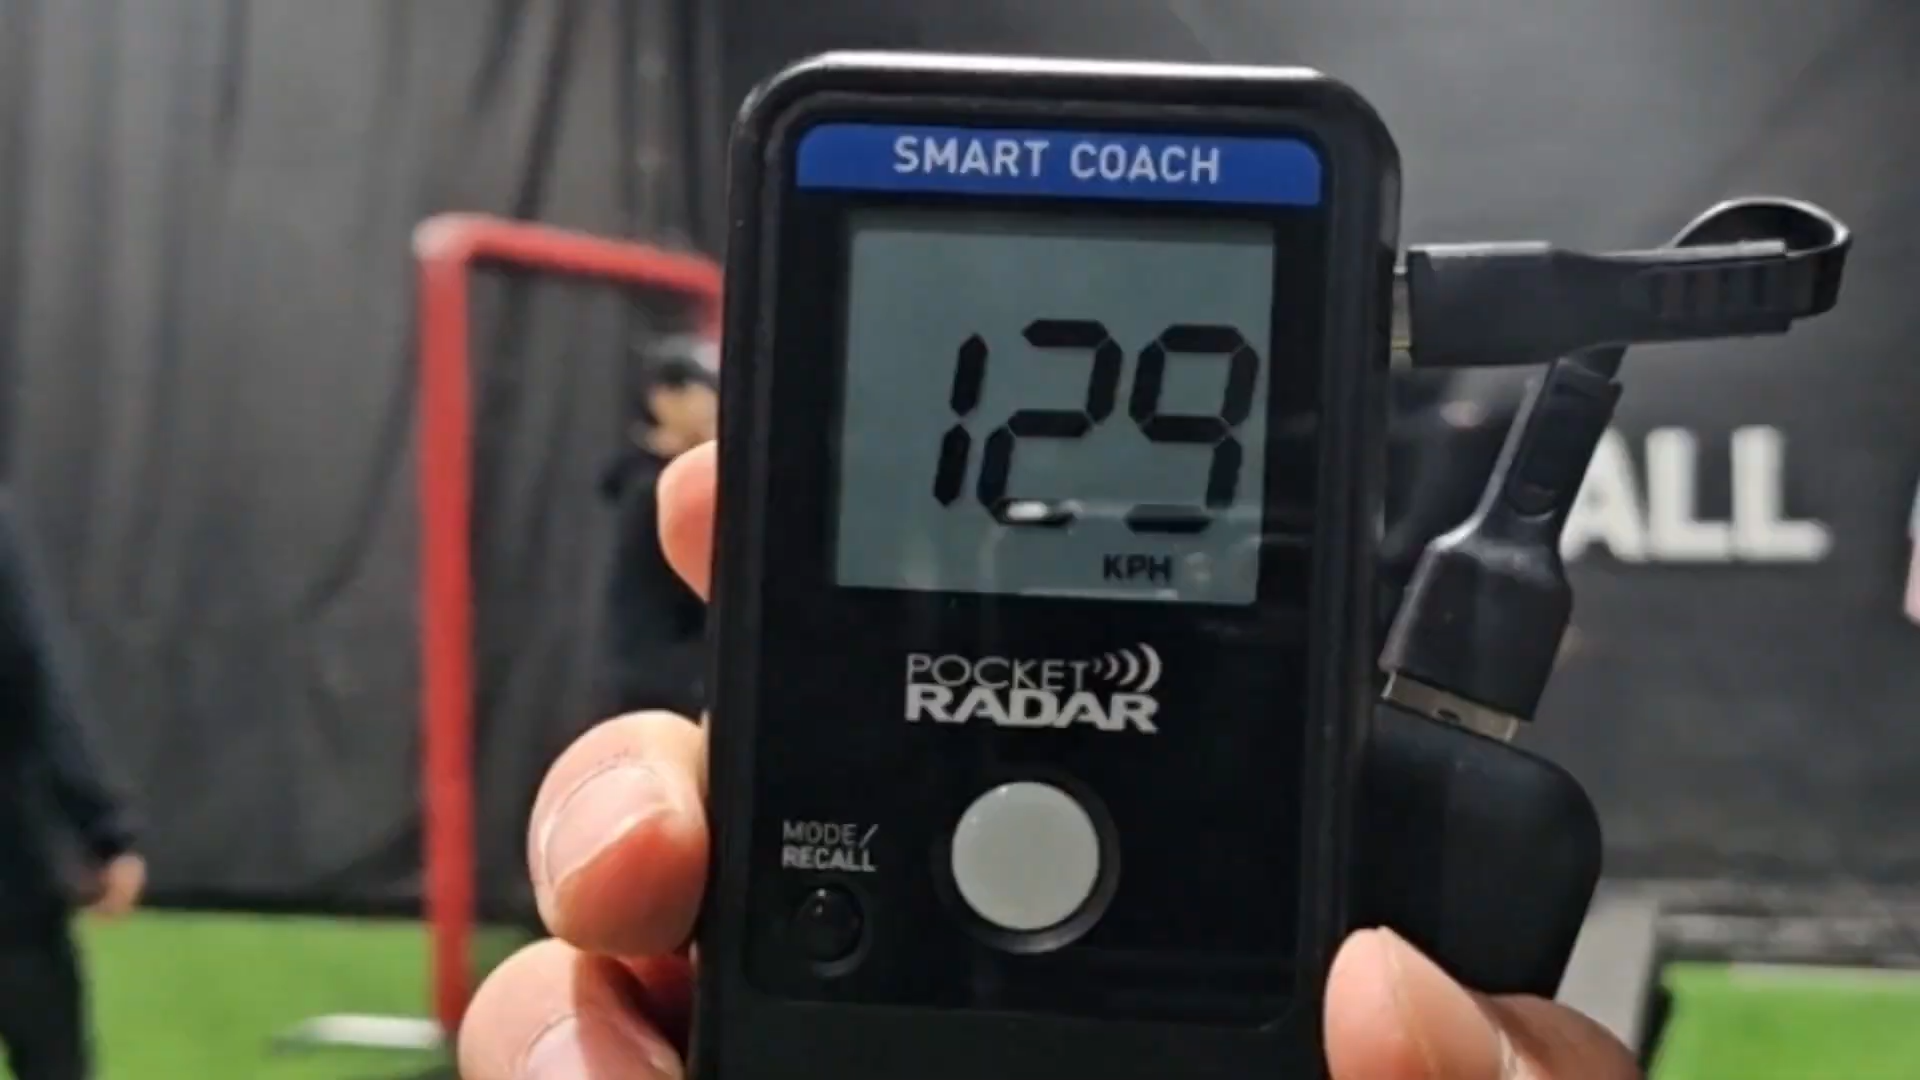 SMART COACH
129
KPH
POCKET
RADAR
MODE/
RECALL
ALL